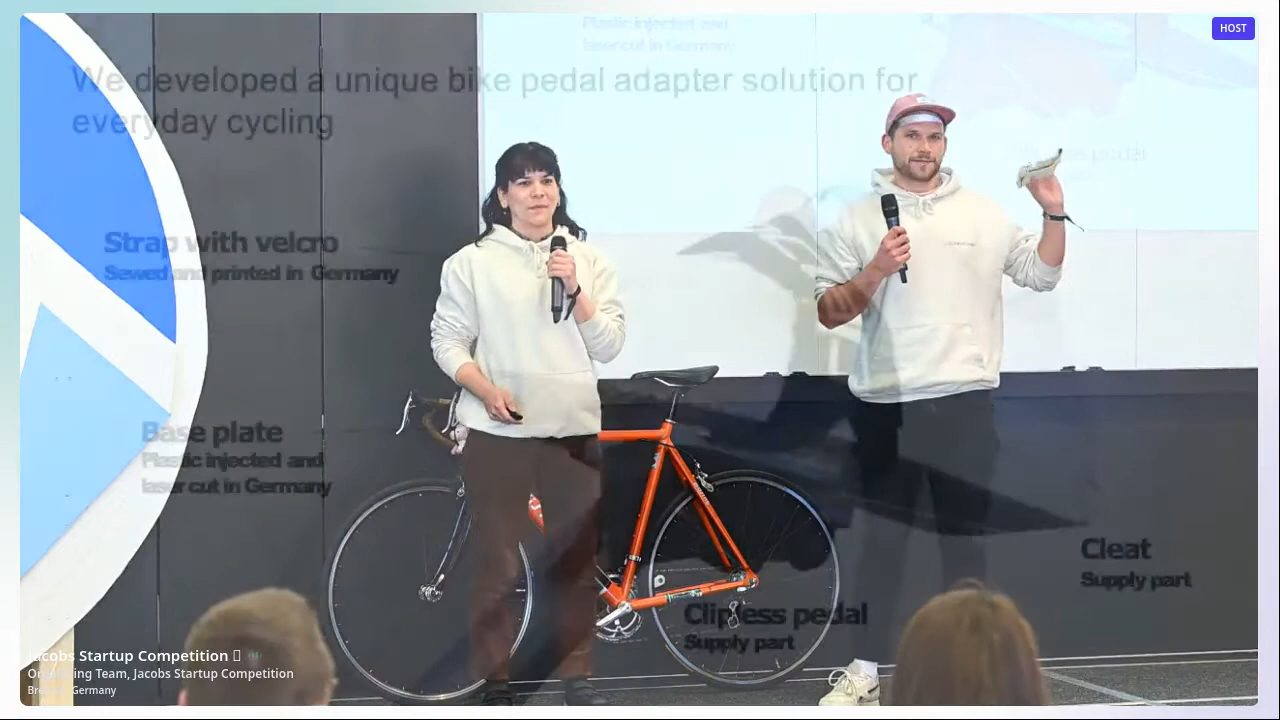 HOST
Plastic injected and
laser cut in Germany
We developed a unique bike pedal adapter solution for
everyday cycling
Strap with velcro
Sewed and printed in Germany
Base plate
Plastic injected and
laser cut in Germany
Cleat
Supply part
Clipless pedal
Supply part
Jacobs Startup Competition
Organizing Team, Jacobs Startup Competition
Bremen, Germany